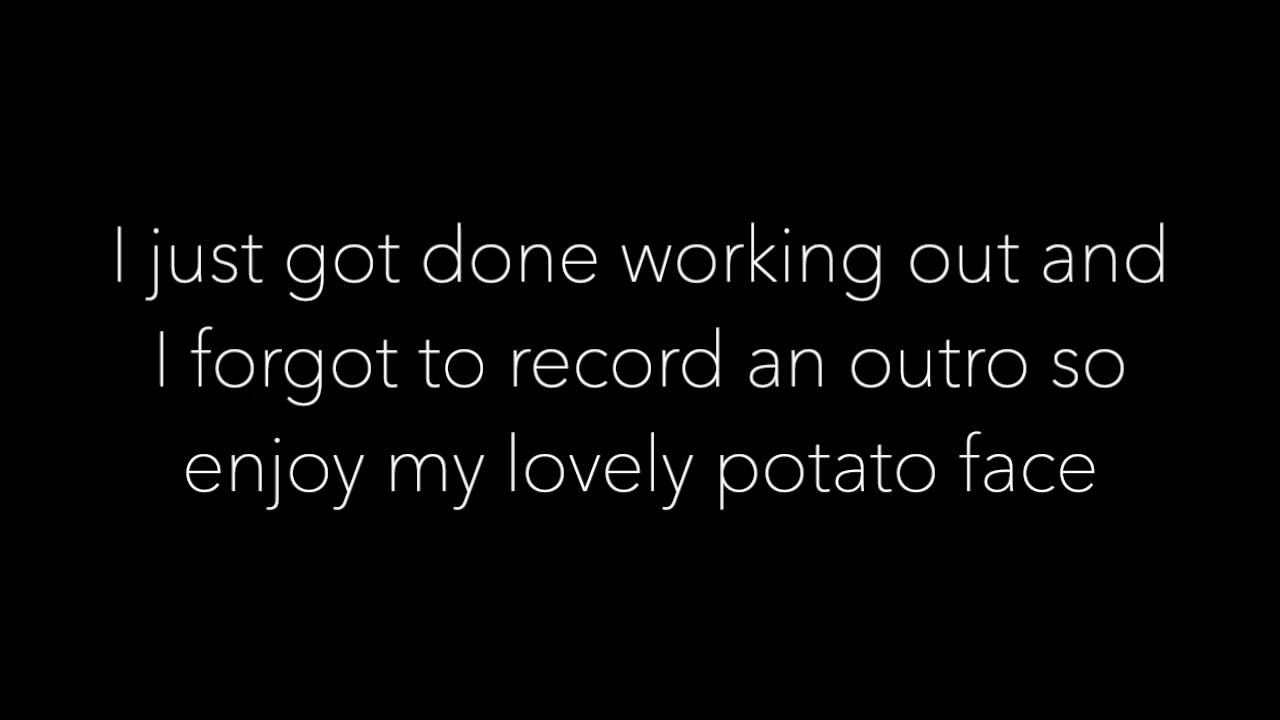 I just got done working out and
I forgot to record an outro so
enjoy my lovely potato face